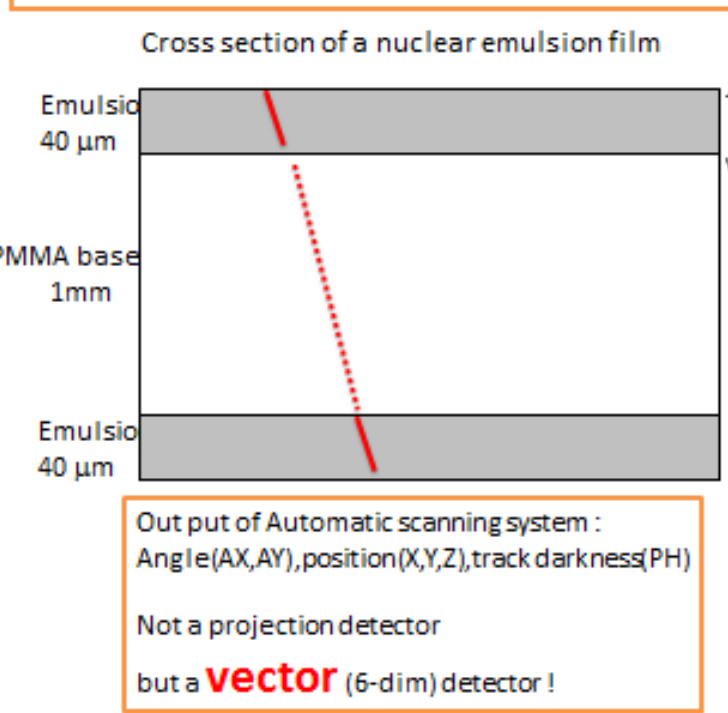 Cross section of a nuclear emulsion film
Emulsio
40 μm
PMMA base
1mm
Emulsio
40 μm
Out put of Automatic scanning system :
Angle(AX,AY),position(X,Y,Z),track darkness(PH)
Not a projection detector
but a vector (6-dim) detector !